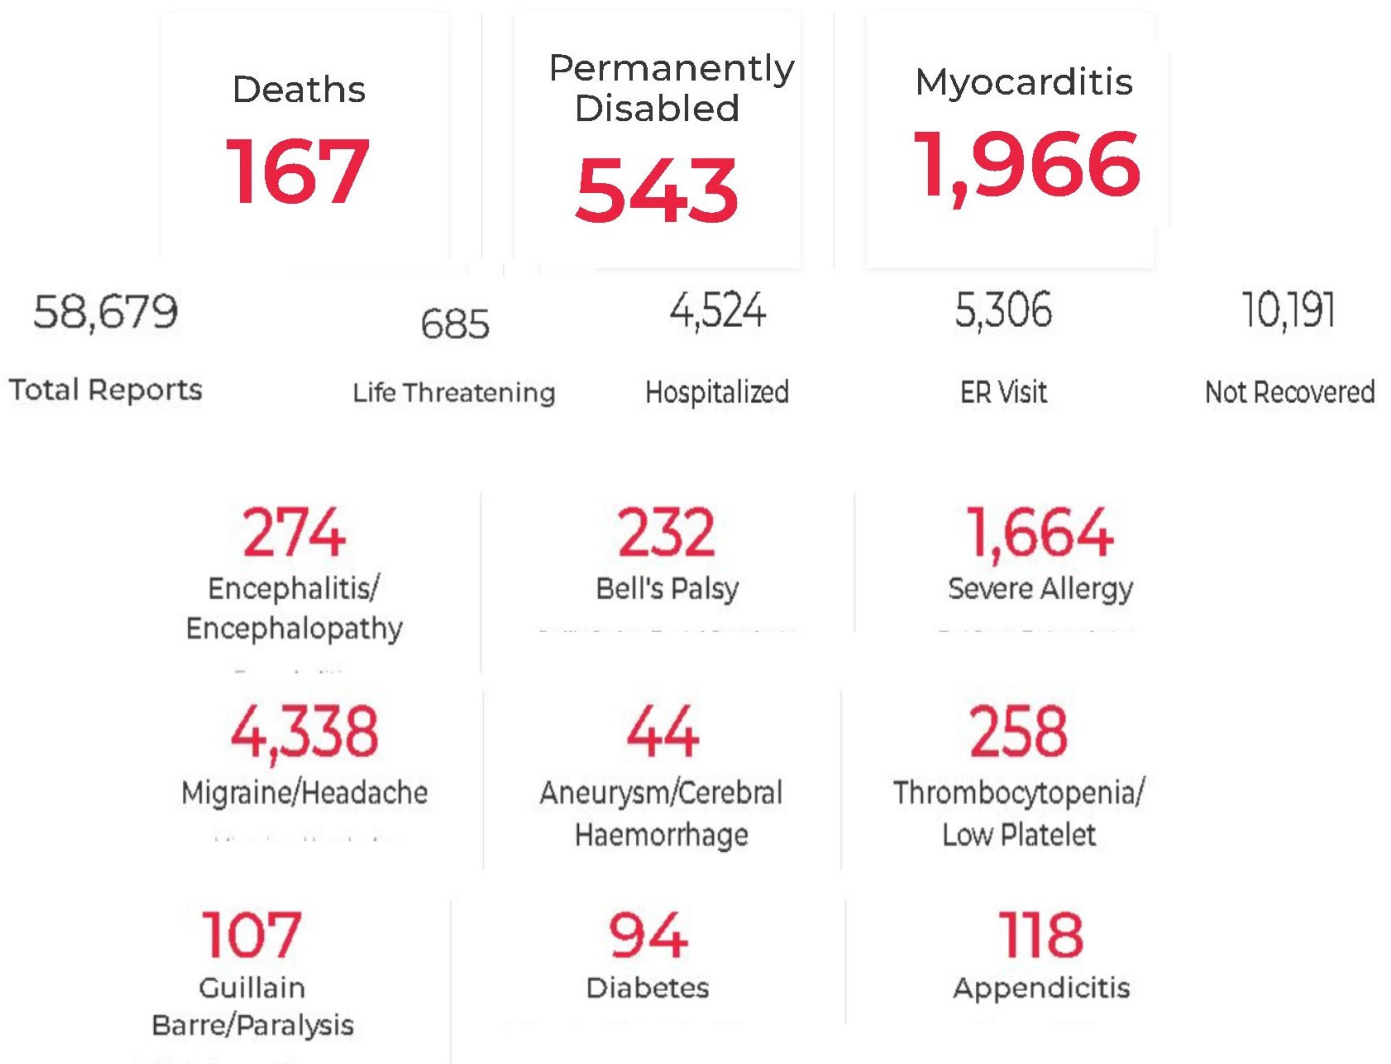 Deaths
167
Permanently
Disabled
543
Myocarditis
1,966
58,679
Total Reports
685
Life Threatening
4,524
Hospitalized
5,306
ER Visit
10,191
Not Recovered
274
Encephalitis/
Encephalopathy
232
Bell's Palsy
1,664
Severe Allergy
4,338
Migraine/Headache
44
Aneurysm/Cerebral
Haemorrhage
258
Thrombocytopenia/
Low Platelet
107
Guillain
Barre/Paralysis
94
Diabetes
118
Appendicitis